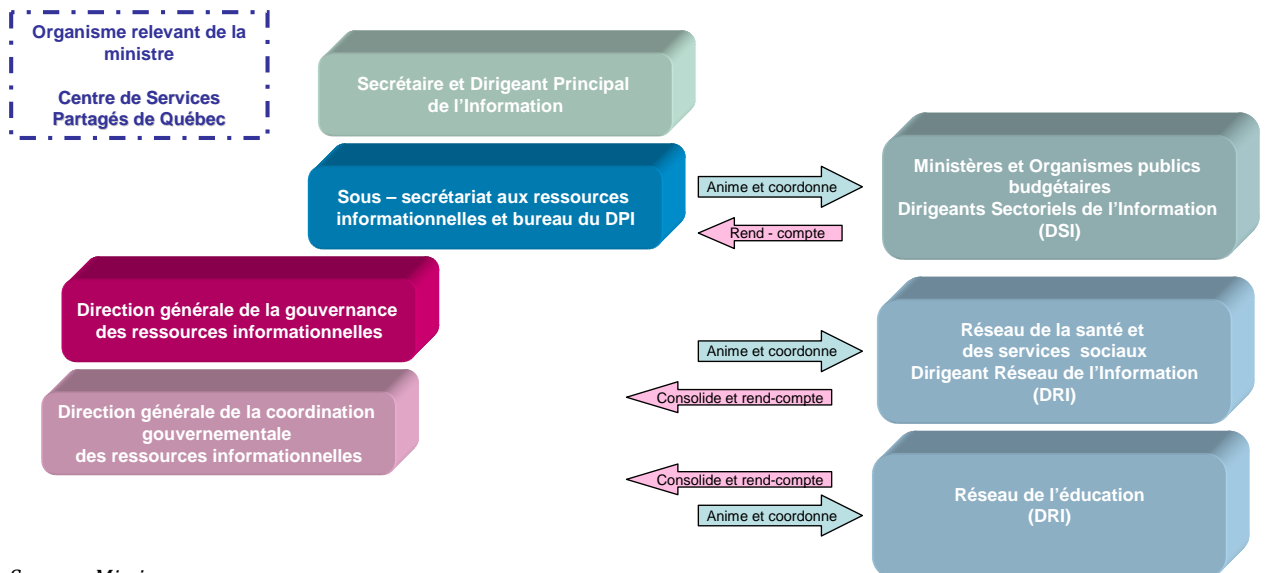 Organisme relevant de la
ministre
Centre de Services
Partagés de Québec
Secrétaire et Dirigeant Principal
de l'Information
Sous – secrétariat aux ressources
informationnelles et bureau du DPI
Anime et coordonne
Rend - compte
Ministères et Organismes publics
budgétaires
Dirigeants Sectoriels de l'Information
(DSI)
Direction générale de la gouvernance
des ressources informationnelles
Anime et coordonne
Consolide et rend-compte
Réseau de la santé et
des services sociaux
Dirigeant Réseau de l'Information
(DRI)
Direction générale de la coordination
gouvernementale
des ressources informationnelles
Consolide et rend-compte
Anime et coordonne
Réseau de l'éducation
(DRI)